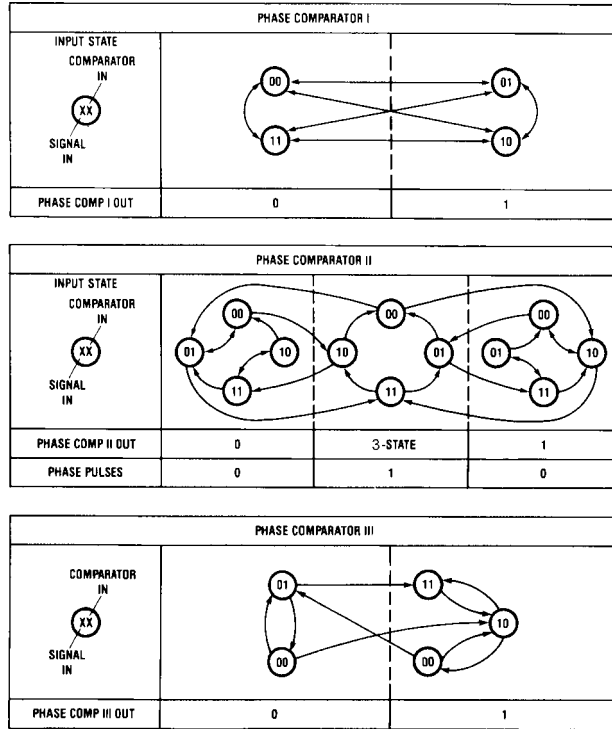 PHASE COMPARATOR I
INPUT STATE
COMPARATOR
IN
XX
SIGNAL
IN
00 01
11 10
PHASE COMP I OUT 0 1
PHASE COMPARATOR II
INPUT STATE
COMPARATOR
IN
XX
SIGNAL
IN
00 00 00
01 10 10 01 01 10
11 11 11
PHASE COMP II OUT 0 3-STATE 1
PHASE PULSES 0 1 0
PHASE COMPARATOR III
INPUT STATE
COMPARATOR
IN
XX
SIGNAL
IN
01 11
10
00 00
PHASE COMP III OUT 0 1